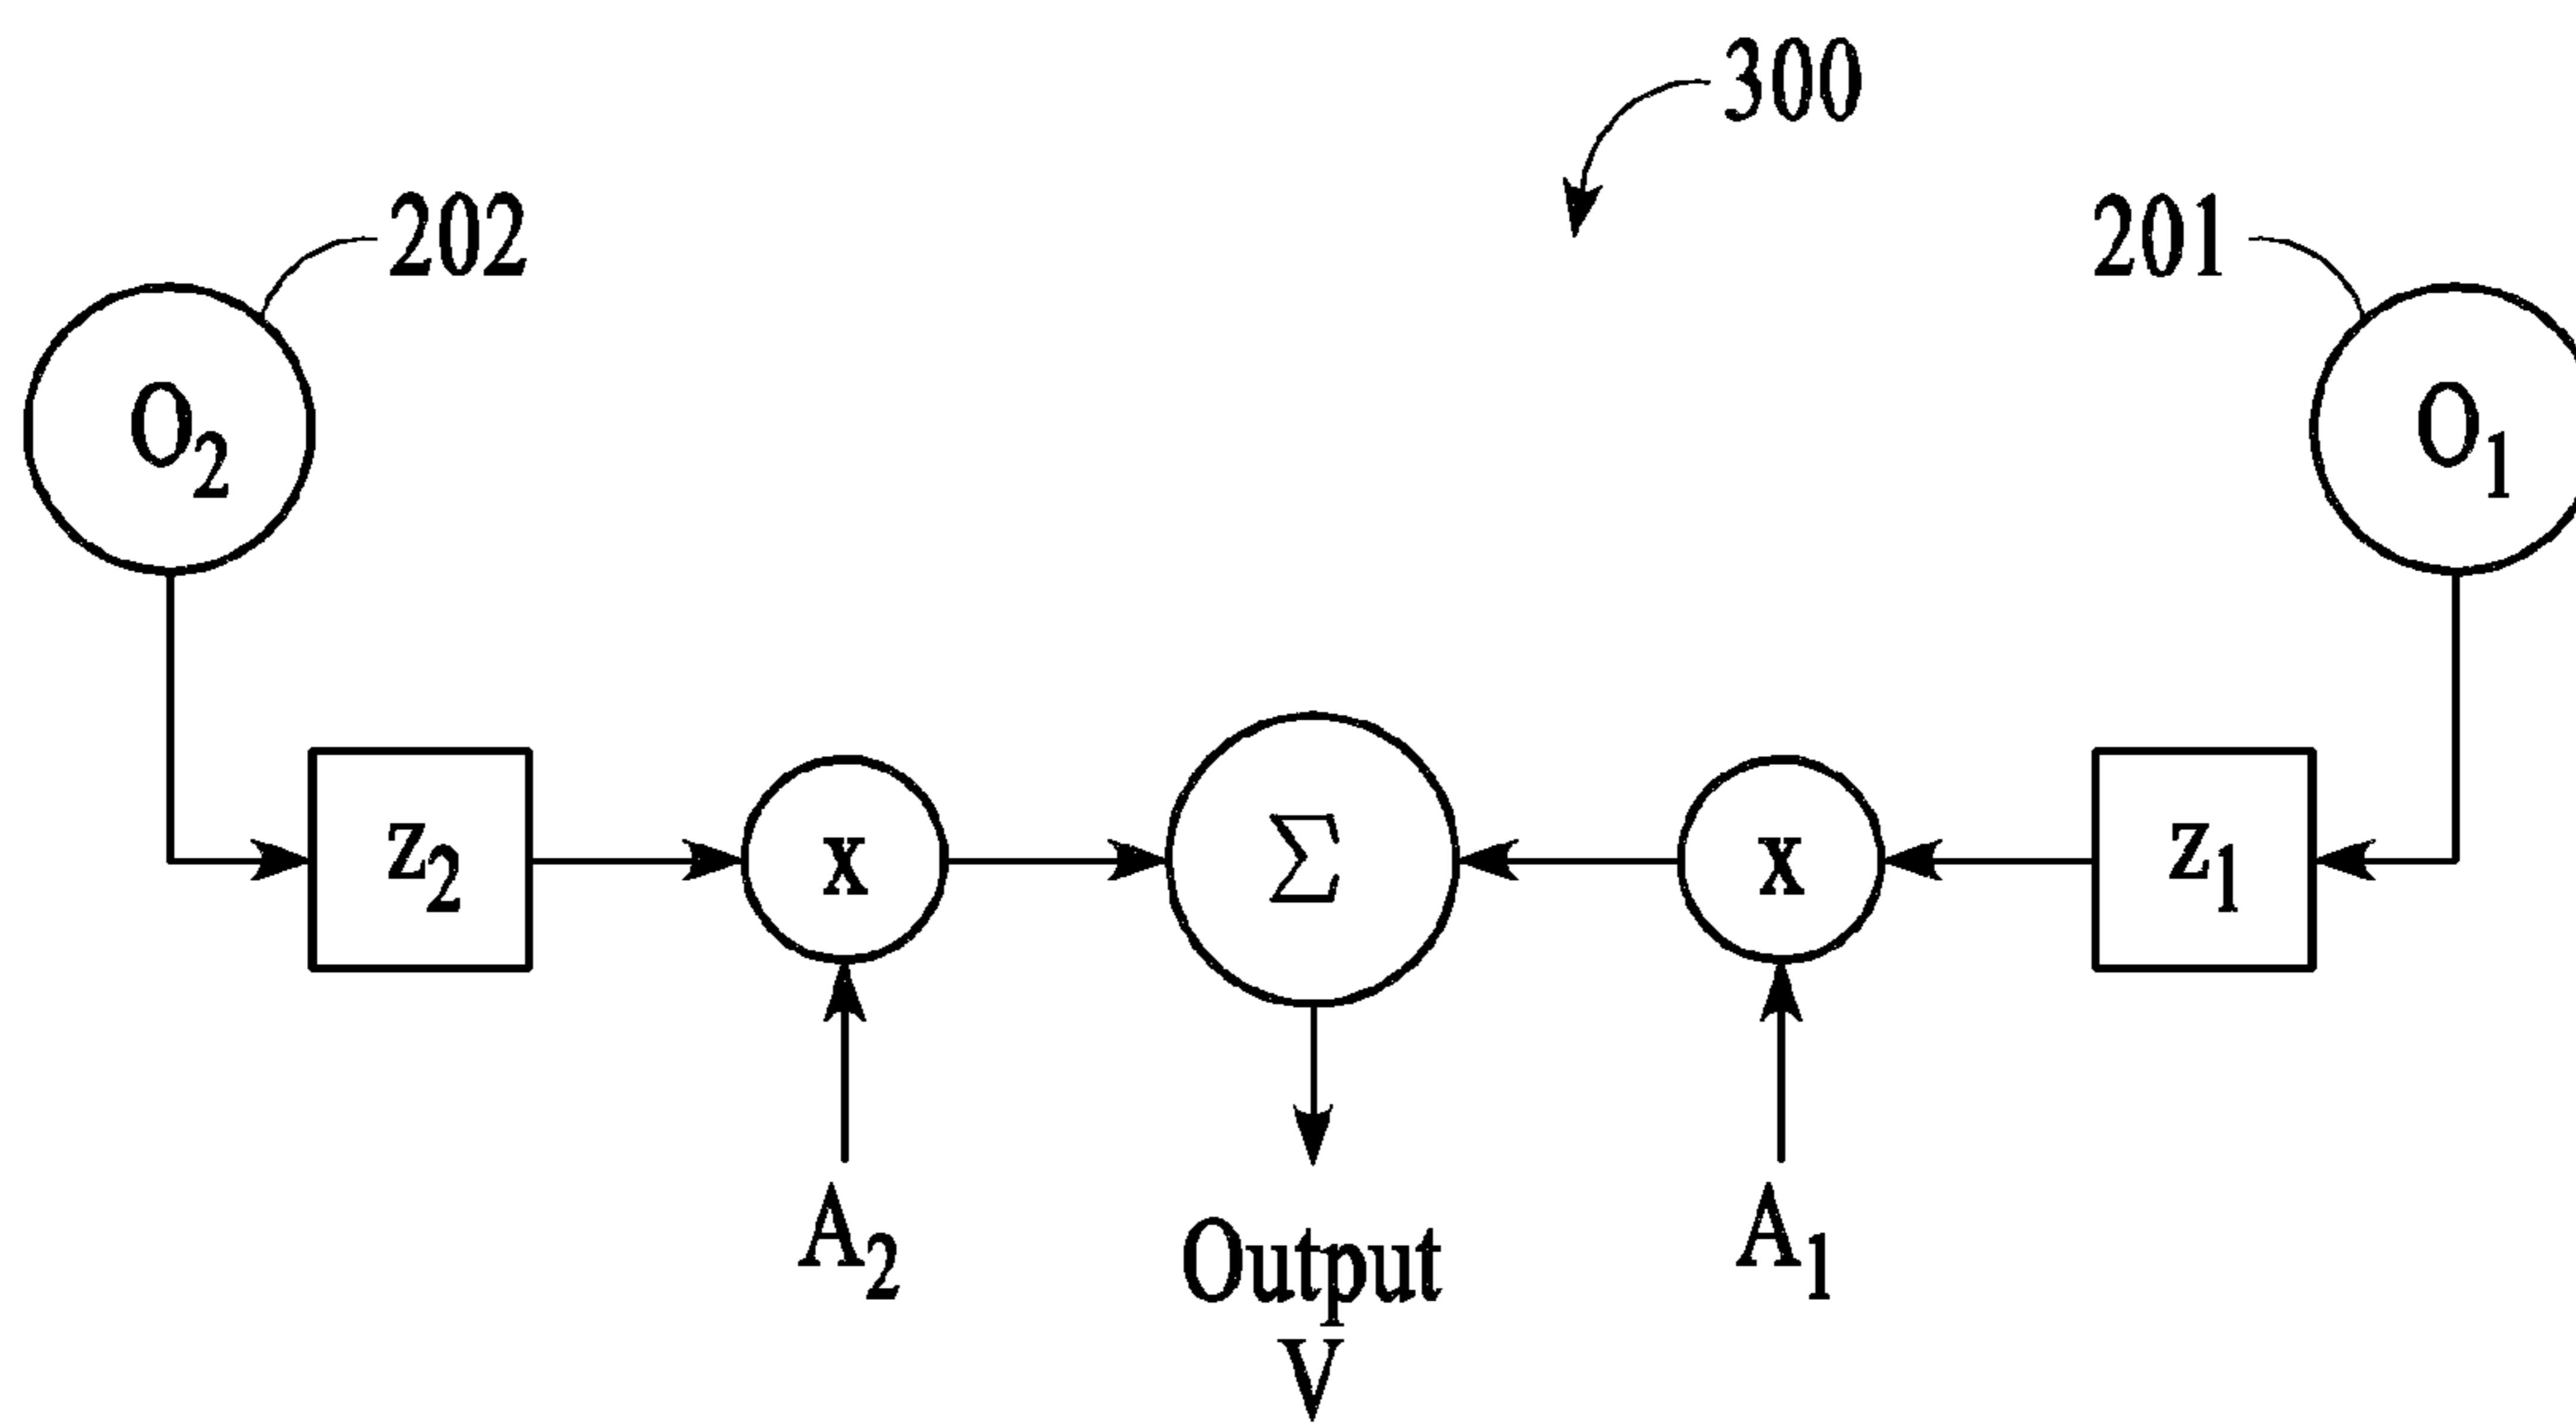 300
202
201
O₂
O₁
z₂
x
Σ
x
z₁
A₂
Output
V
A₁